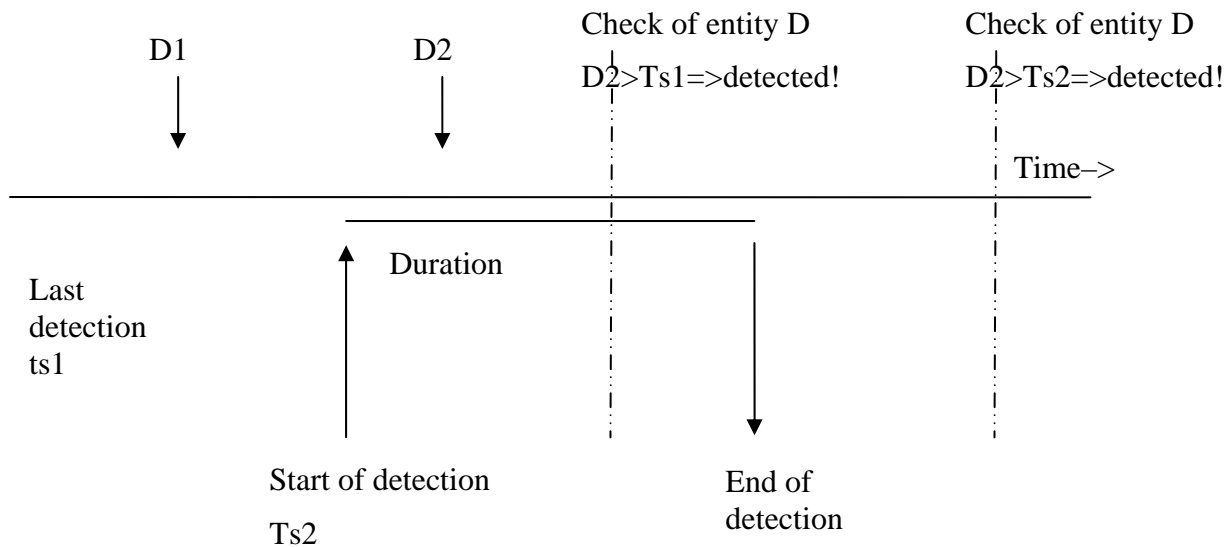 D1
D2
Check of entity D
D2>Ts1=>detected!
Check of entity D
D2>Ts2=>detected!
Time–>
Duration
Last
detection
ts1
Start of detection
Ts2
End of
detection